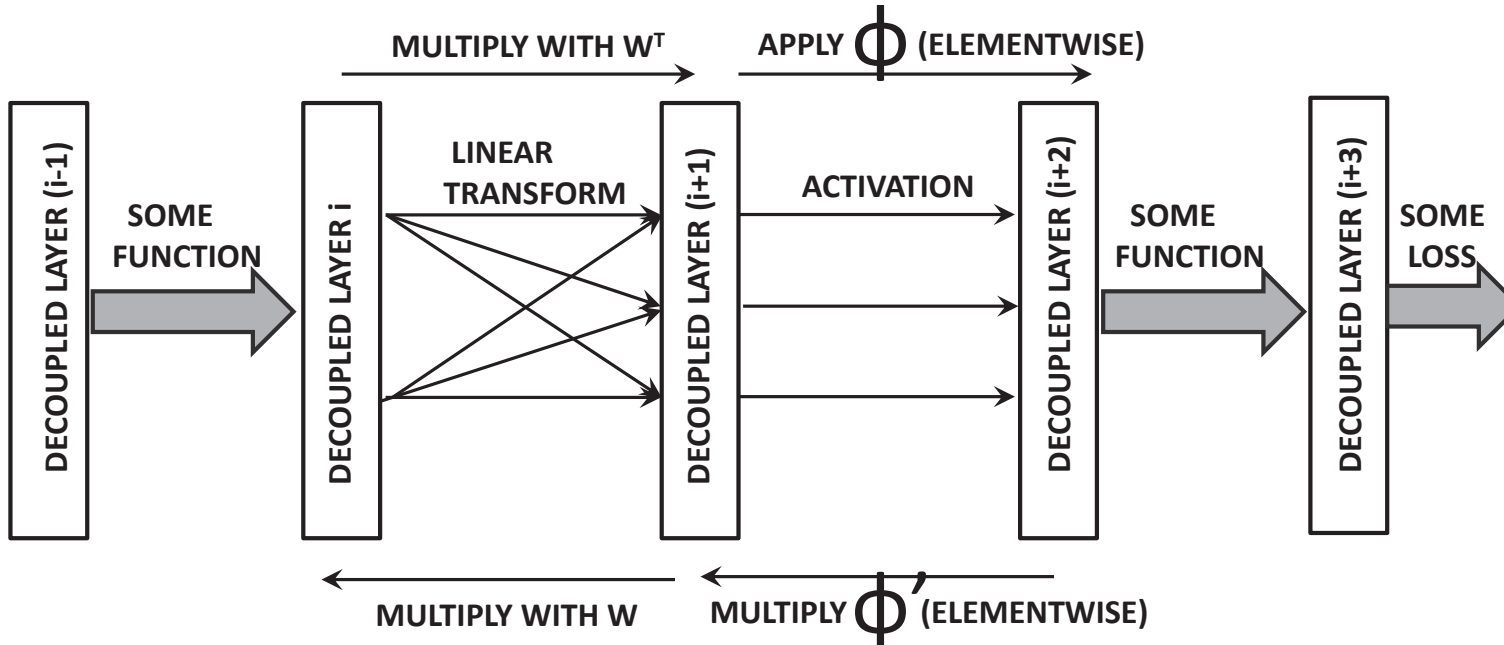 MULTIPLY WITH Wᵀ
APPLY ϕ (ELEMENTWISE)
DECOUPLED LAYER (i-1)
SOME
FUNCTION
DECOUPLED LAYER i
LINEAR
TRANSFORM
DECOUPLED LAYER (i+1)
ACTIVATION
DECOUPLED LAYER (i+2)
SOME
FUNCTION
DECOUPLED LAYER (i+3)
SOME
LOSS
MULTIPLY WITH W
MULTIPLY ϕ’ (ELEMENTWISE)